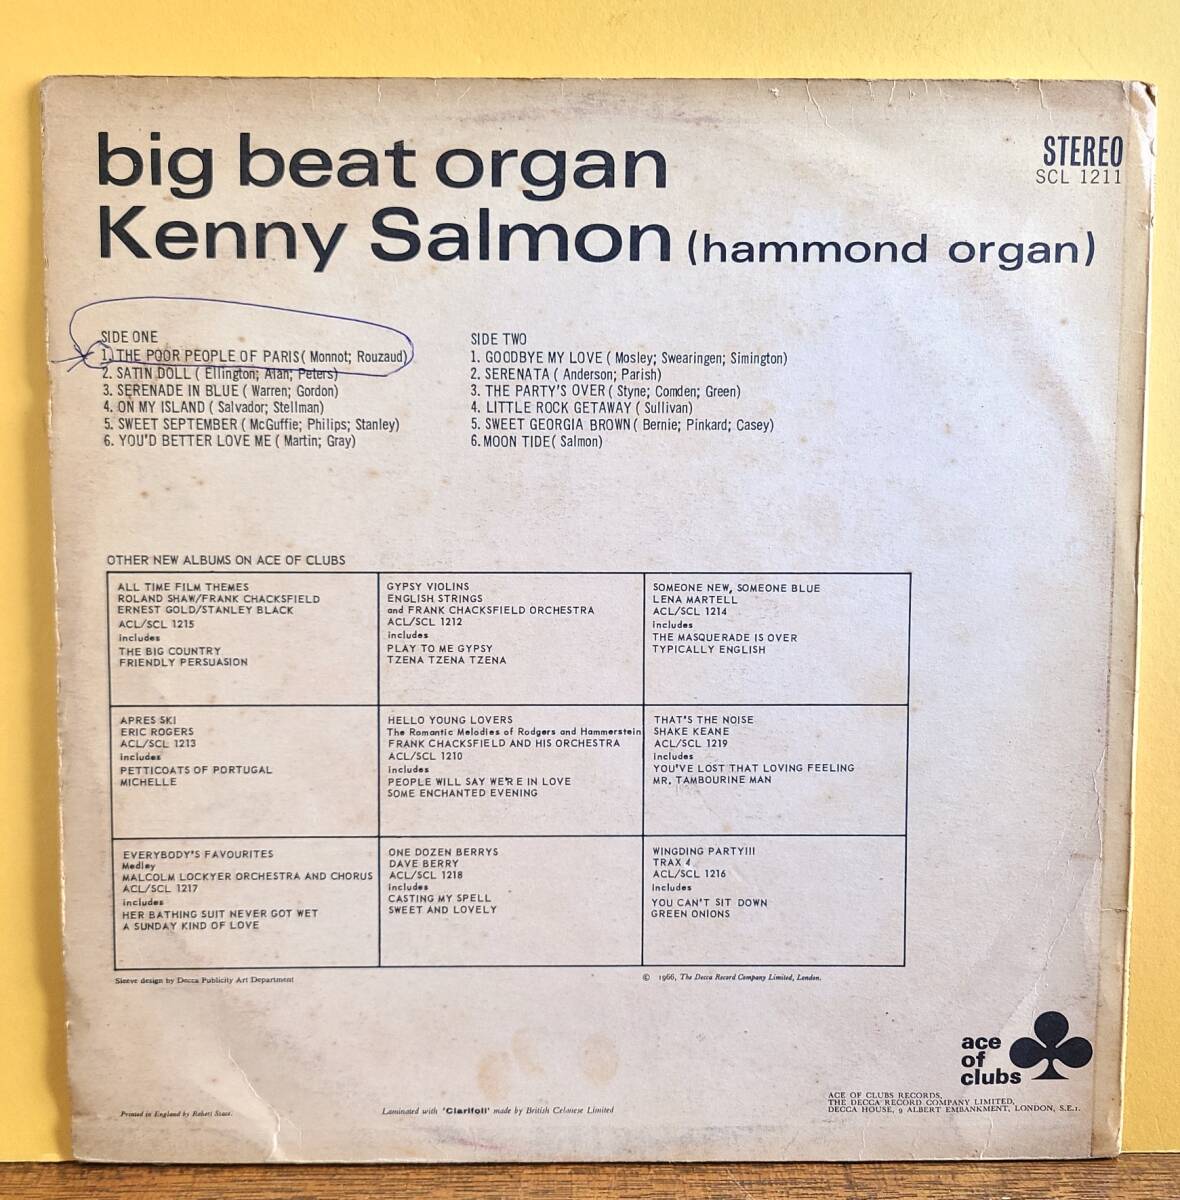 big beat organ
Kenny Salmon (hammond organ)
STEREO
SCL 1211
SIDE ONE
1. THE POOR PEOPLE OF PARIS( Monnot; Rouzaud)
2. SATIN DOLL ( Ellington; Alan; Peters)
3. SERENADE IN BLUE ( Warren; Gordon)
4. ON MY ISLAND ( Salvador; Stellman)
5. SWEET SEPTEMBER ( McGuffie; Philips; Stanley)
6. YOU'D BETTER LOVE ME ( Martin; Gray)
SIDE TWO
1. GOODBYE MY LOVE ( Mosley; Swearingen; Simington)
2. SERENATA ( Anderson; Parish)
3. THE PARTY'S OVER ( Styne; Comden; Green)
4. LITTLE ROCK GETAWAY ( Sullivan)
5. SWEET GEORGIA BROWN ( Bernie; Pinkard; Casey)
6. MOON TIDE( Salmon)
OTHER NEW ALBUMS ON ACE OF CLUBS
ALL TIME FILM THEMES
ROLAND SHAW/FRANK CHACKSFIELD
ERNEST GOLD/STANLEY BLACK
ACL/SCL 1215
includes
THE BIG COUNTRY
FRIENDLY PERSUASION
GYPSY VIOLINS
ENGLISH STRINGS
and FRANK CHACKSFIELD ORCHESTRA
ACL/SCL 1212
includes
PLAY TO ME GYPSY
TZENA TZENA TZENA
SOMEONE NEW, SOMEONE BLUE
LENA MARTELL
ACL/SCL 1214
includes
THE MASQUERADE IS OVER
TYPICALLY ENGLISH
APRES SKI
ERIC ROGERS
ACL/SCL 1213
includes
PETTICOATS OF PORTUGAL
MICHELLE
HELLO YOUNG LOVERS
The Romantic Melodies of Rodgers and Hammerstein
FRANK CHACKSFIELD AND HIS ORCHESTRA
ACL/SCL 1210
includes
PEOPLE WILL SAY WE'RE IN LOVE
SOME ENCHANTED EVENING
THAT'S THE NOISE
SHAKE KEANE
ACL/SCL 1219
includes
YOU'VE LOST THAT LOVING FEELING
MR. TAMBOURINE MAN
EVERYBODY'S FAVOURITES
Medley
MALCOLM LOCKYER ORCHESTRA AND CHORUS
ACL/SCL 1217
includes
HER BATHING SUIT NEVER GOT WET
A SUNDAY KIND OF LOVE
ONE DOZEN BERRYS
DAVE BERRY
ACL/SCL 1218
includes
CASTING MY SPELL
SWEET AND LOVELY
WINGDING PARTY!!!
TRAX 4
ACL/SCL 1216
includes
YOU CAN'T SIT DOWN
GREEN ONIONS
Sleeve design by Decca Publicity Art Department
© 1966, The Decca Record Company Limited, London.
ace
of
clubs
Printed in England by Robert Stace.
Laminated with 'Clarifoil' made by British Celanese Limited
ACE OF CLUBS RECORDS,
THE DECCA RECORD COMPANY LIMITED,
DECCA HOUSE, 9 ALBERT EMBANKMENT, LONDON, S.E.1.